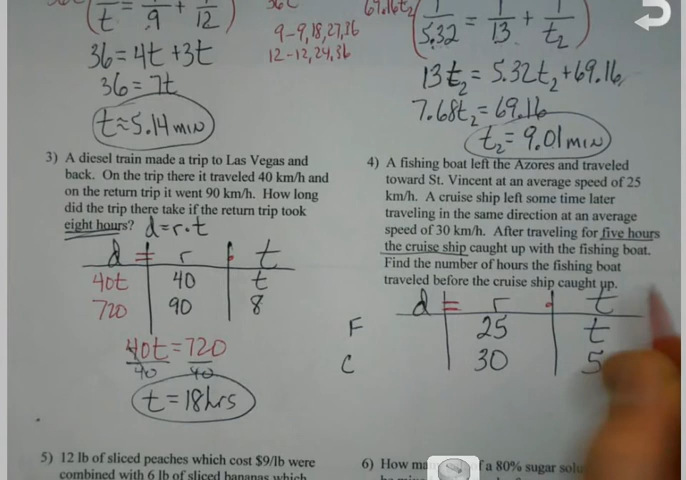 1/t = 1/9 + 1/12
36 = 4t + 3t
36 = 7t
t ≈ 5.14 min
9 - 9, 18, 27, 36
12 - 12, 24, 36
69.16t₂ (1/5.32 = 1/13 + 1/t₂)
13t₂ = 5.32t₂ + 69.16
7.68t₂ = 69.16
t₂ = 9.01 min
3) A diesel train made a trip to Las Vegas and
back. On the trip there it traveled 40 km/h and
on the return trip it went 90 km/h. How long
did the trip there take if the return trip took
eight hours? d=r·t
d = r · t
40t 40 t
720 90 8
40t = 720
40 40
t = 18hrs
4) A fishing boat left the Azores and traveled
toward St. Vincent at an average speed of 25
km/h. A cruise ship left some time later
traveling in the same direction at an average
speed of 30 km/h. After traveling for five hours
the cruise ship caught up with the fishing boat.
Find the number of hours the fishing boat
traveled before the cruise ship caught up.
d = r · t
F 25 t
C 30 5
5) 12 lb of sliced peaches which cost $9/lb were
combined with 6 lb of sliced bananas which
6) How of a 80% sugar